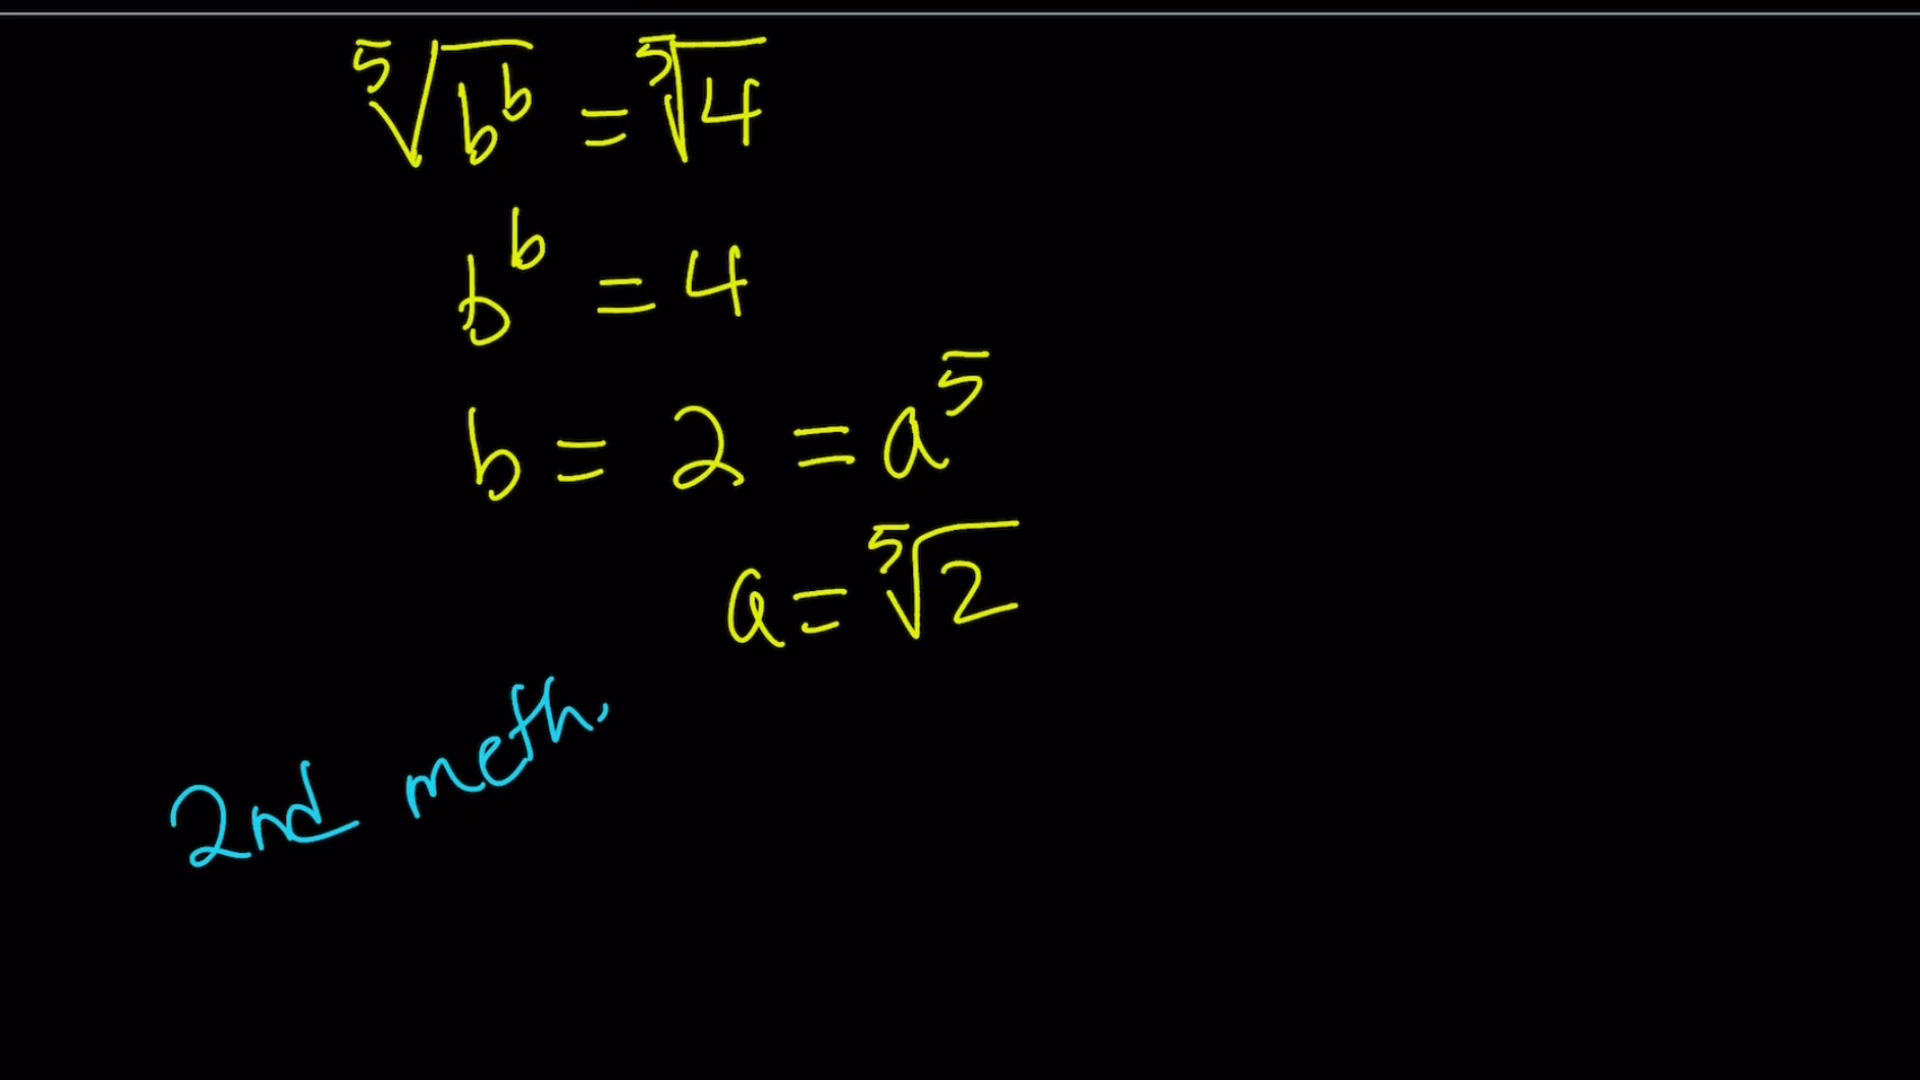 ⁵√(b^b) = ⁵√4
b^b = 4
b = 2 = a⁵
a = ⁵√2
2nd meth.